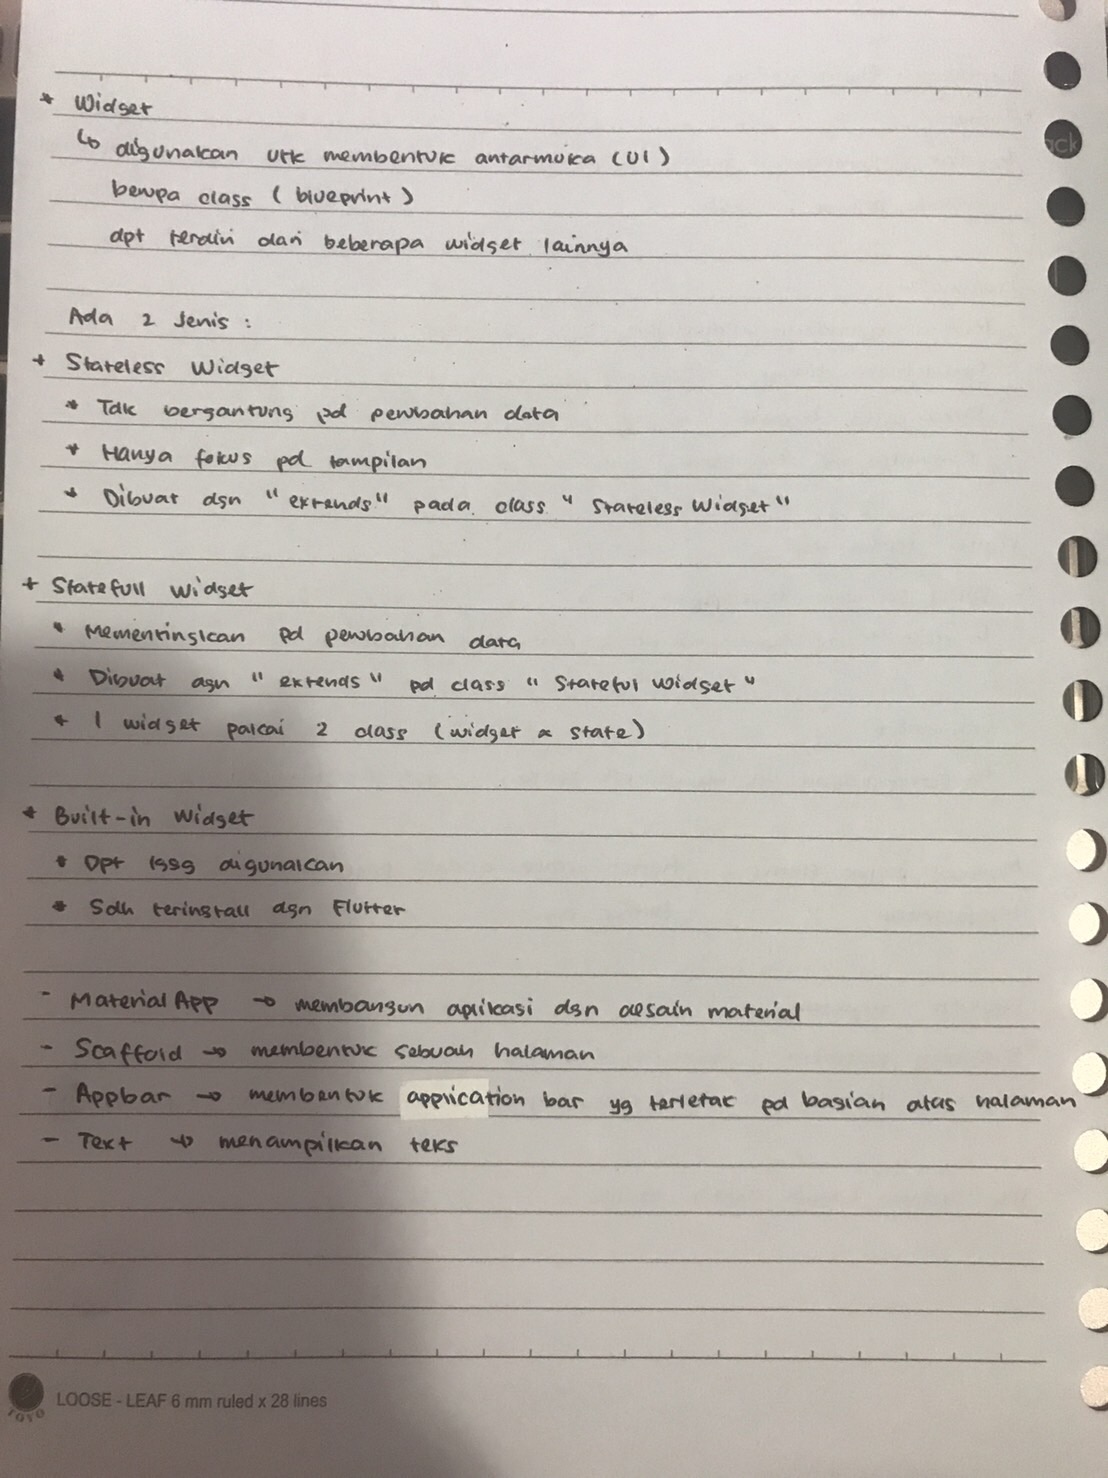 * Widget
↳ digunakan utk membentuk antarmuka (UI)
berupa class (blueprint)
dpt terdiri dari beberapa widget lainnya
Ada 2 Jenis :
+ Stateless Widget
* Tdk bergantung pd perubahan data
* Hanya fokus pd tampilan
* Dibuat dgn "extends" pada class "Stateless Widget"
+ Statefull Widget
* Mementingkan pd perubahan data
* Dibuat dgn "extends" pd class "Stateful Widget"
* 1 widget pakai 2 class (widget & state)
* Built-in Widget
* Dpt lgsg digunakan
* Sdh terinstall dgn Flutter
- Material App → membangun aplikasi dgn desain material
- Scaffold → membentuk sebuah halaman
- Appbar → membentuk application bar yg terletak pd bagian atas halaman
- Text → menampilkan teks
YOYO LOOSE - LEAF 6 mm ruled x 28 lines